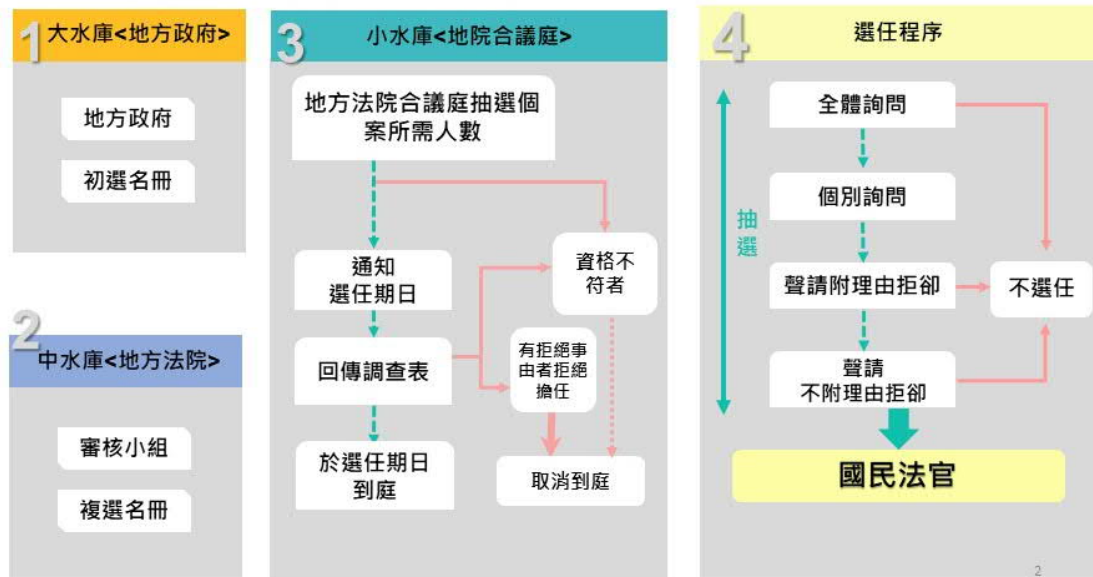 1
大水庫<地方政府>
地方政府
初選名冊
2
中水庫<地方法院>
審核小組
複選名冊
3
小水庫<地院合議庭>
地方法院合議庭抽選個
案所需人數
通知
選任期日
資格不
符者
回傳調查表
有拒絕事
由者拒絕
擔任
於選任期日
到庭
取消到庭
4
選任程序
抽選
全體詢問
個別詢問
聲請附理由拒卻
不選任
聲請
不附理由拒卻
國民法官
2